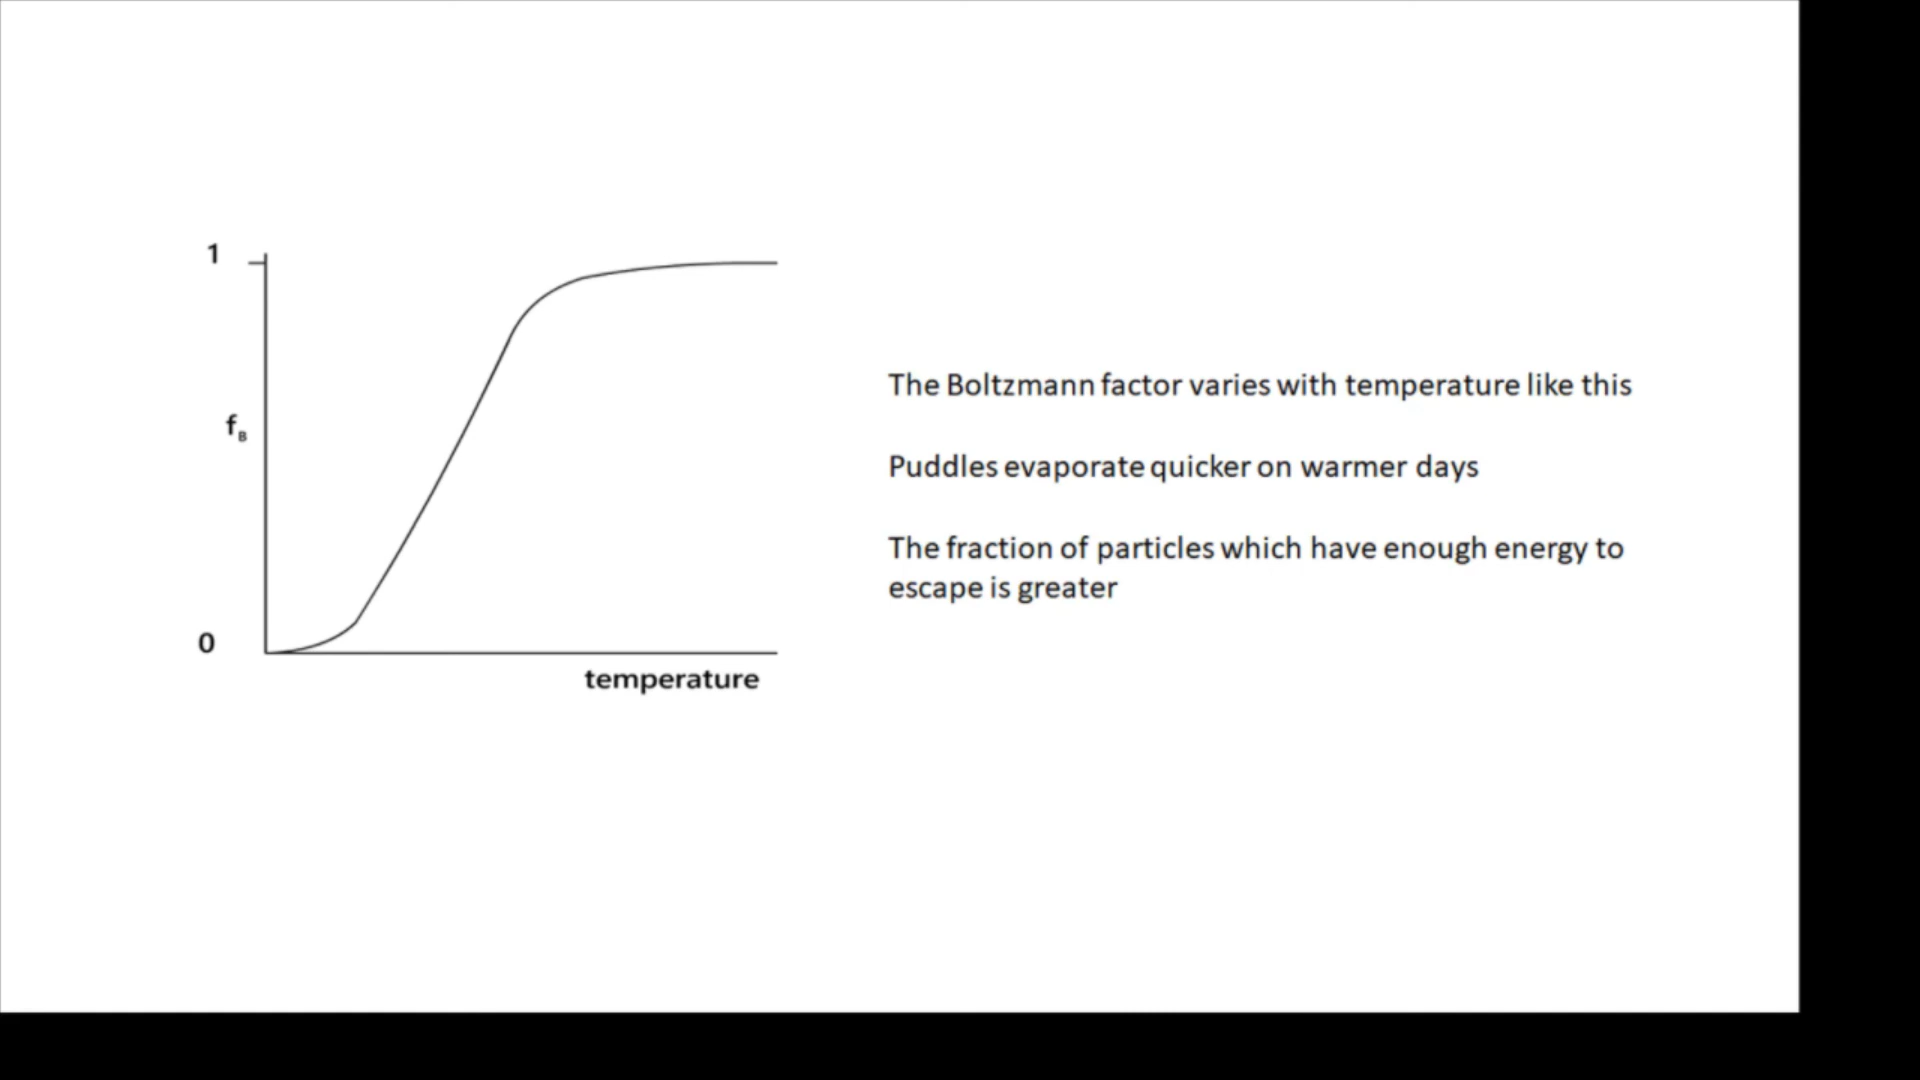 1
f_B
0
temperature
The Boltzmann factor varies with temperature like this
Puddles evaporate quicker on warmer days
The fraction of particles which have enough energy to
escape is greater